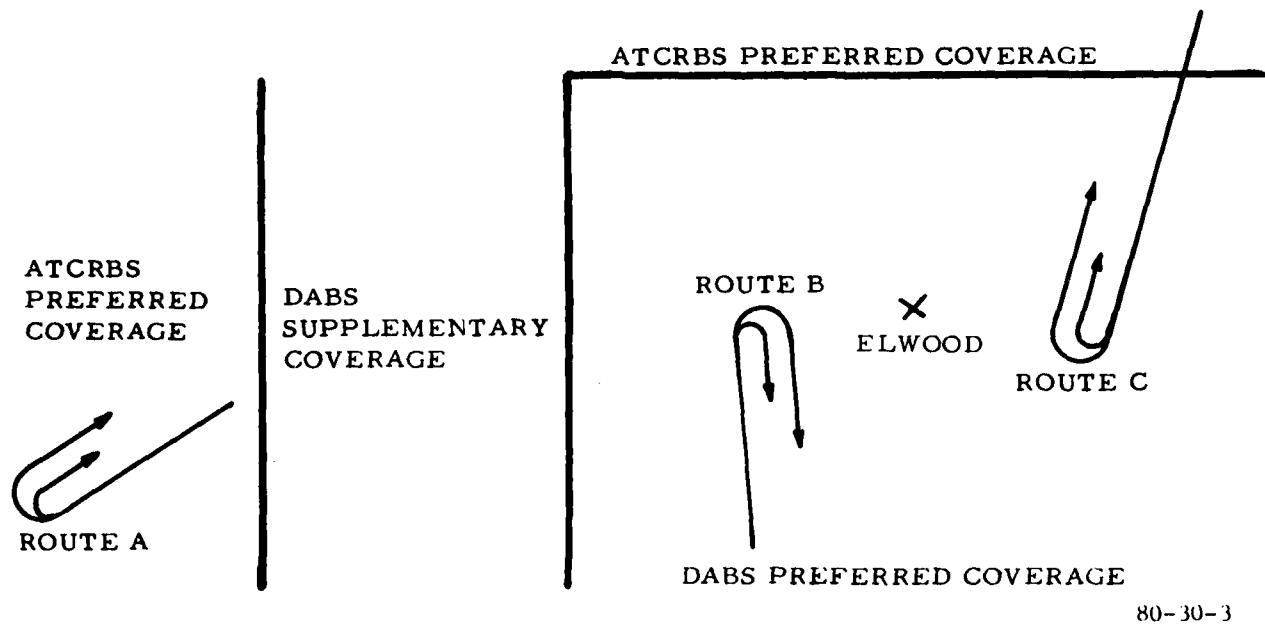 ATCRBS PREFERRED COVERAGE
ATCRBS
PREFERRED
COVERAGE
DABS
SUPPLEMENTARY
COVERAGE
ROUTE B
ELWOOD
ROUTE C
ROUTE A
DABS PREFERRED COVERAGE
80-30-3